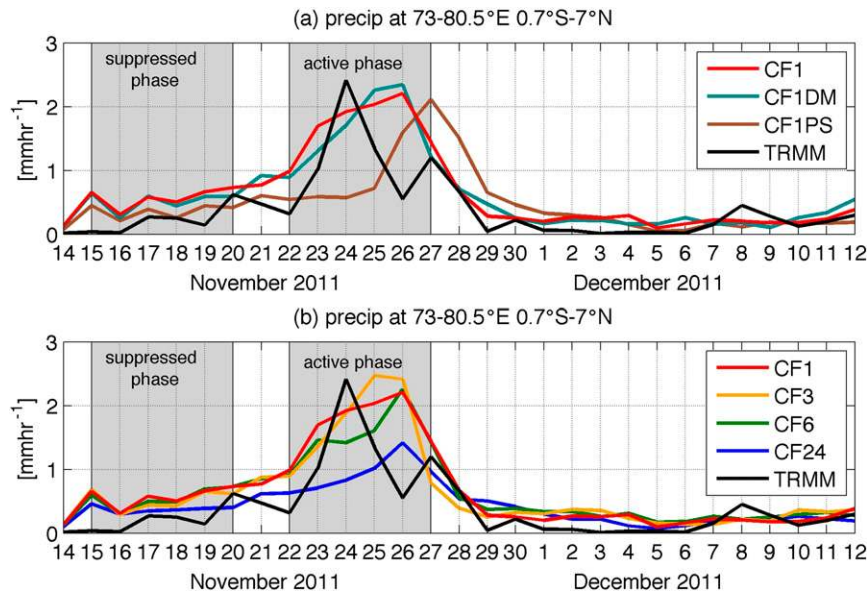 (a) precip at 73-80.5°E 0.7°S-7°N
3
2
1
0
[mmhr⁻¹]
suppressed
phase
active phase
CF1
CF1DM
CF1PS
TRMM
14 15 16 17 18 19 20 21 22 23 24 25 26 27 28 29 30 1 2 3 4 5 6 7 8 9 10 11 12
November 2011 December 2011
(b) precip at 73-80.5°E 0.7°S-7°N
3
2
1
0
[mmhr⁻¹]
suppressed
phase
active phase
CF1
CF3
CF6
CF24
TRMM
14 15 16 17 18 19 20 21 22 23 24 25 26 27 28 29 30 1 2 3 4 5 6 7 8 9 10 11 12
November 2011 December 2011